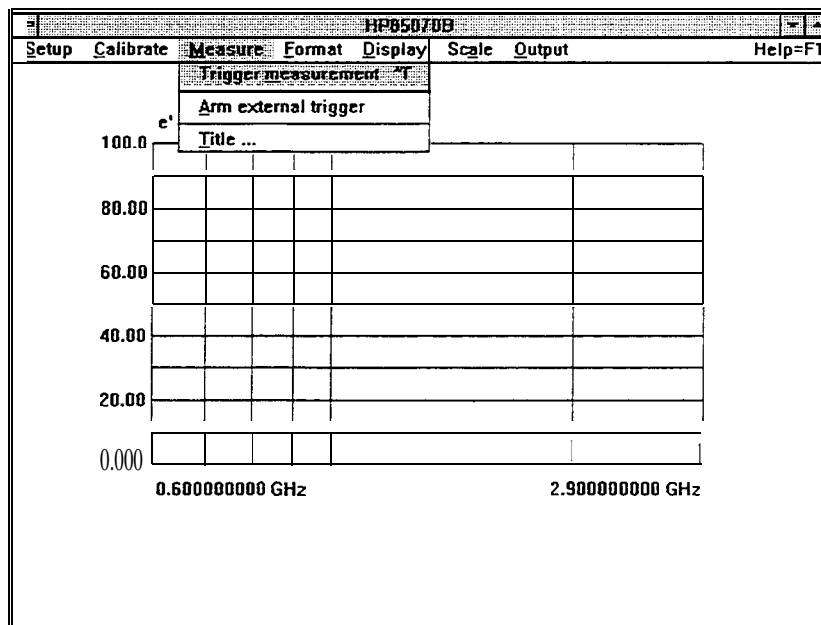 HP85070B
Setup Calibrate Measure Format Display Scale Output Help=F1
Trigger measurement ^T
Arm external trigger
Title ...
e'
100.0
80.00
60.00
40.00
20.00
0.000
0.600000000 GHz 2.900000000 GHz